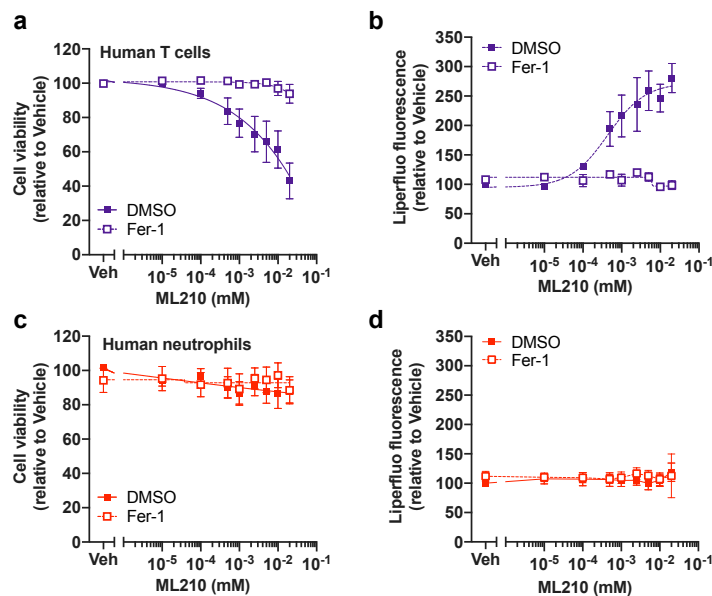 a
Human T cells
Cell viability
(relative to Vehicle)
120
100
80
60
40
20
0
DMSO
Fer-1
Veh
10⁻⁵
10⁻⁴
10⁻³
10⁻²
10⁻¹
ML210 (mM)
b
Liperfluo fluorescence
(relative to Vehicle)
350
300
250
200
150
100
50
0
DMSO
Fer-1
Veh
10⁻⁵
10⁻⁴
10⁻³
10⁻²
10⁻¹
ML210 (mM)
c
Human neutrophils
Cell viability
(relative to Vehicle)
120
100
80
60
40
20
0
DMSO
Fer-1
Veh
10⁻⁵
10⁻⁴
10⁻³
10⁻²
10⁻¹
ML210 (mM)
d
Liperfluo fluorescence
(relative to Vehicle)
350
300
250
200
150
100
50
0
DMSO
Fer-1
Veh
10⁻⁵
10⁻⁴
10⁻³
10⁻²
10⁻¹
ML210 (mM)